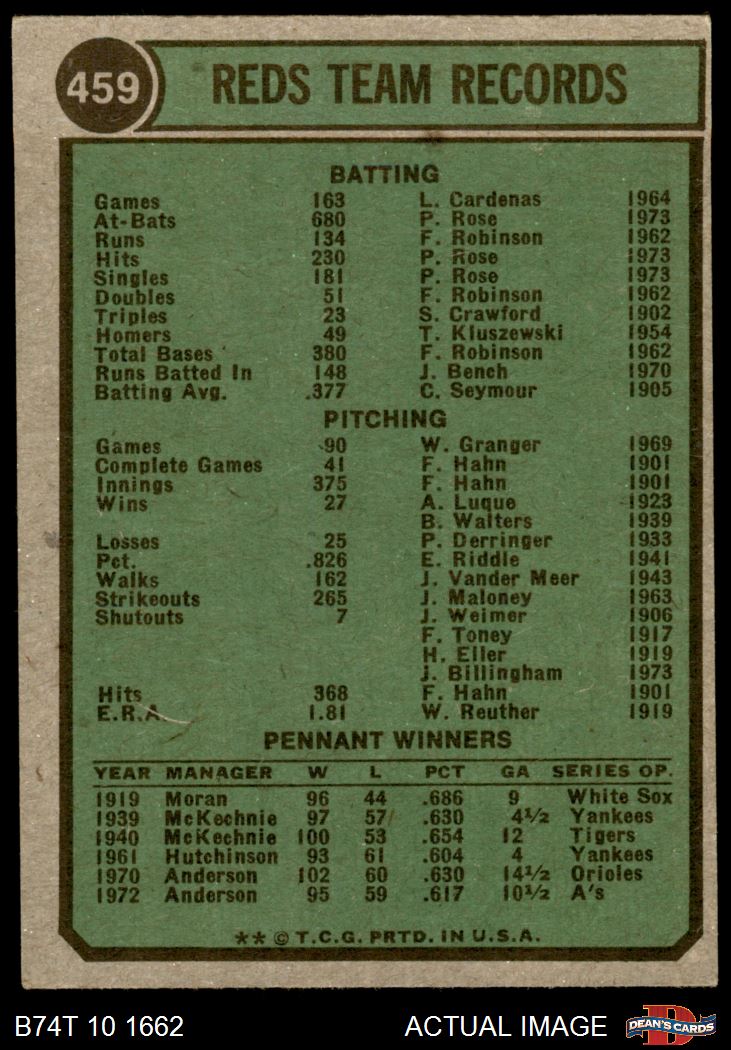 459 REDS TEAM RECORDS
BATTING
Games 163 L. Cardenas 1964
At-Bats 680 P. Rose 1973
Runs 134 F. Robinson 1962
Hits 230 P. Rose 1973
Singles 181 P. Rose 1973
Doubles 51 F. Robinson 1962
Triples 23 S. Crawford 1902
Homers 49 T. Kluszewski 1954
Total Bases 380 F. Robinson 1962
Runs Batted In 148 J. Bench 1970
Batting Avg. .377 C. Seymour 1905
PITCHING
Games 90 W. Granger 1969
Complete Games 41 F. Hahn 1901
Innings 375 F. Hahn 1901
Wins 27 A. Luque 1923
B. Walters 1939
Losses 25 P. Derringer 1933
Pct. .826 E. Riddle 1941
Walks 162 J. Vander Meer 1943
Strikeouts 265 J. Maloney 1963
Shutouts 7 J. Weimer 1906
F. Toney 1917
H. Eller 1919
J. Billingham 1973
Hits 368 F. Hahn 1901
E.R.A. 1.81 W. Reuther 1919
PENNANT WINNERS
YEAR MANAGER W L PCT GA SERIES OP.
1919 Moran 96 44 .686 9 White Sox
1939 McKechnie 97 57 .630 4½ Yankees
1940 McKechnie 100 53 .654 12 Tigers
1961 Hutchinson 93 61 .604 4 Yankees
1970 Anderson 102 60 .630 14½ Orioles
1972 Anderson 95 59 .617 10½ A's
** © T.C.G. PRTD. IN U.S.A.
B74T 10 1662 ACTUAL IMAGE D DEAN'S CARDS